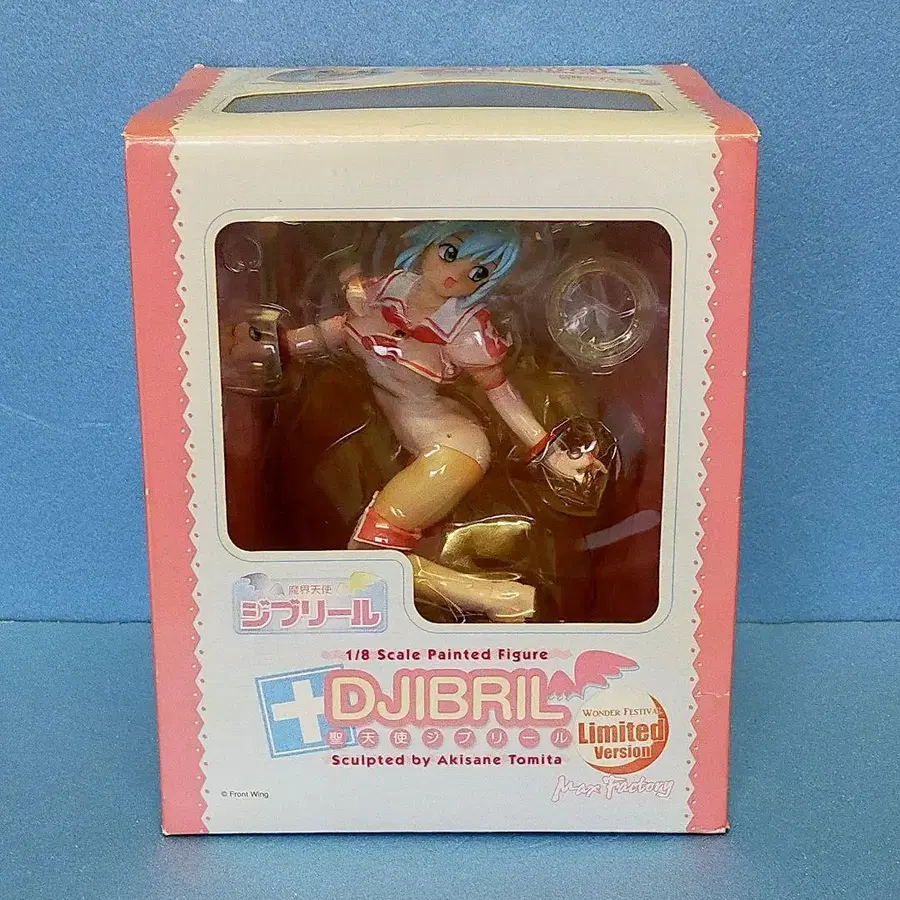 魔界天使
ジブリール
1/8 Scale Painted Figure
DJIBRIL
聖天使ジブリール
Sculpted by Akisane Tomita
WONDER FESTIVAL
Limited
Version
Max Factory
© Front Wing